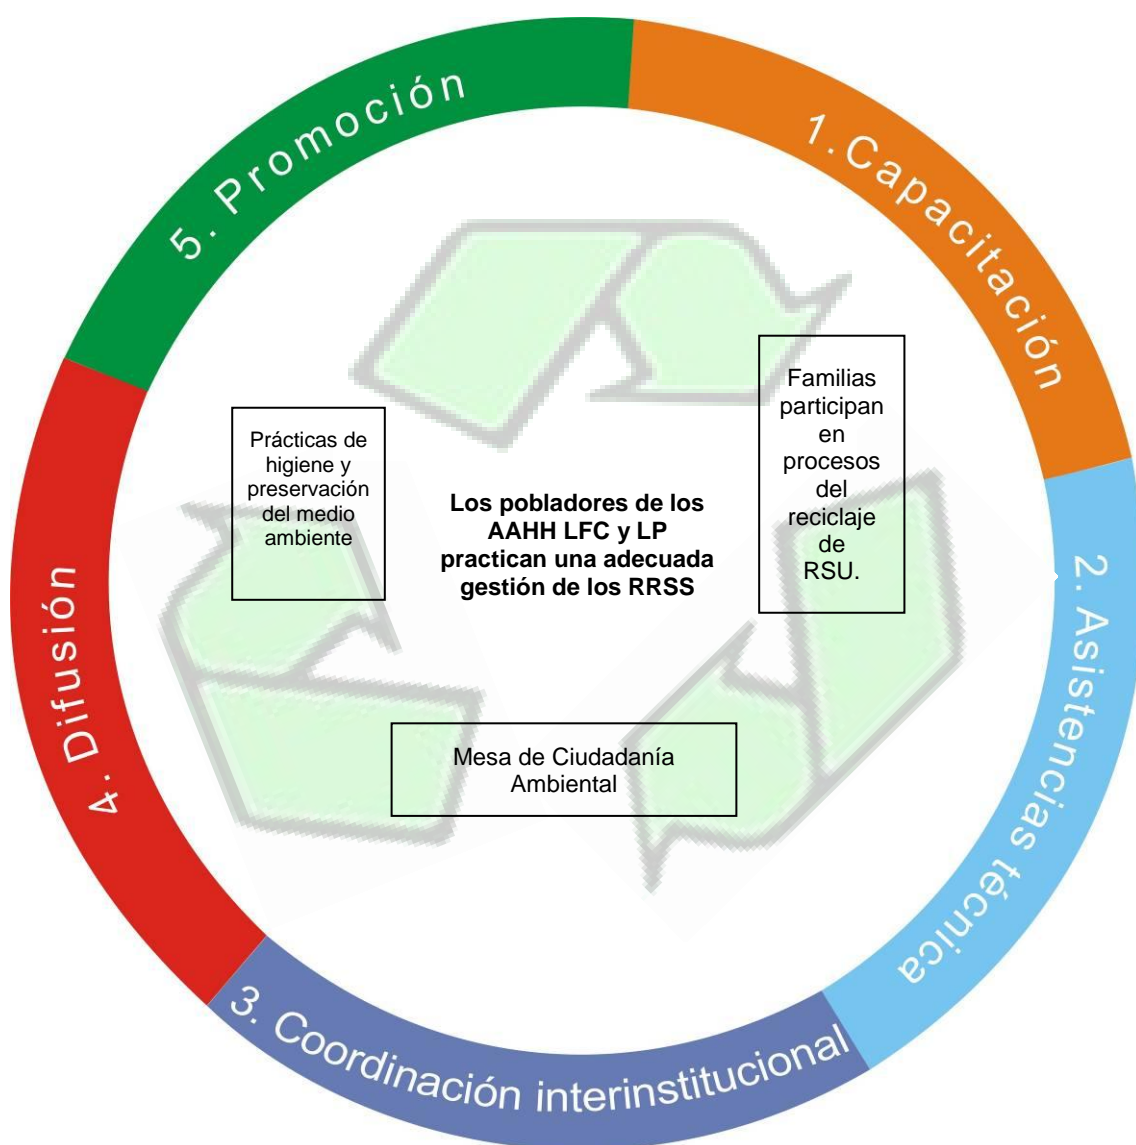 1. Capacitación
2. Asistencias técnica
3. Coordinación interinstitucional
4. Difusión
5. Promoción
Familias
participan
en
procesos
del
reciclaje
de
RSU.
Prácticas de
higiene y
preservación
del medio
ambiente
Los pobladores de los
AAHH LFC y LP
practican una adecuada
gestión de los RRSS
Mesa de Ciudadanía
Ambiental